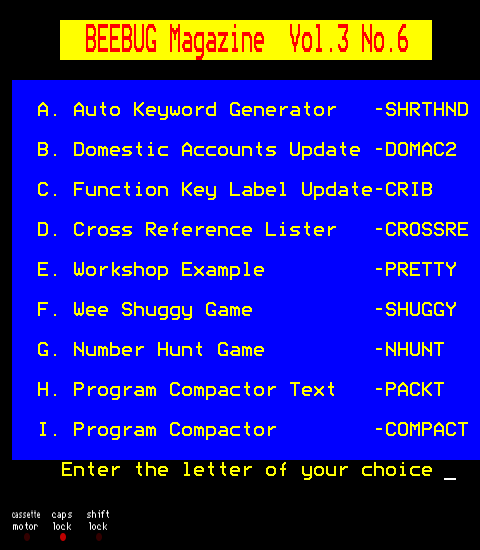 BEEBUG Magazine  Vol.3 No.6
A. Auto Keyword Generator   -SHRTHND
B. Domestic Accounts Update -DOMAC2
C. Function Key Label Update-CRIB
D. Cross Reference Lister   -CROSSRE
E. Workshop Example         -PRETTY
F. Wee Shuggy Game          -SHUGGY
G. Number Hunt Game         -NHUNT
H. Program Compactor Text   -PACKT
I. Program Compactor        -COMPACT
Enter the letter of your choice _
cassette motor
caps lock
shift lock